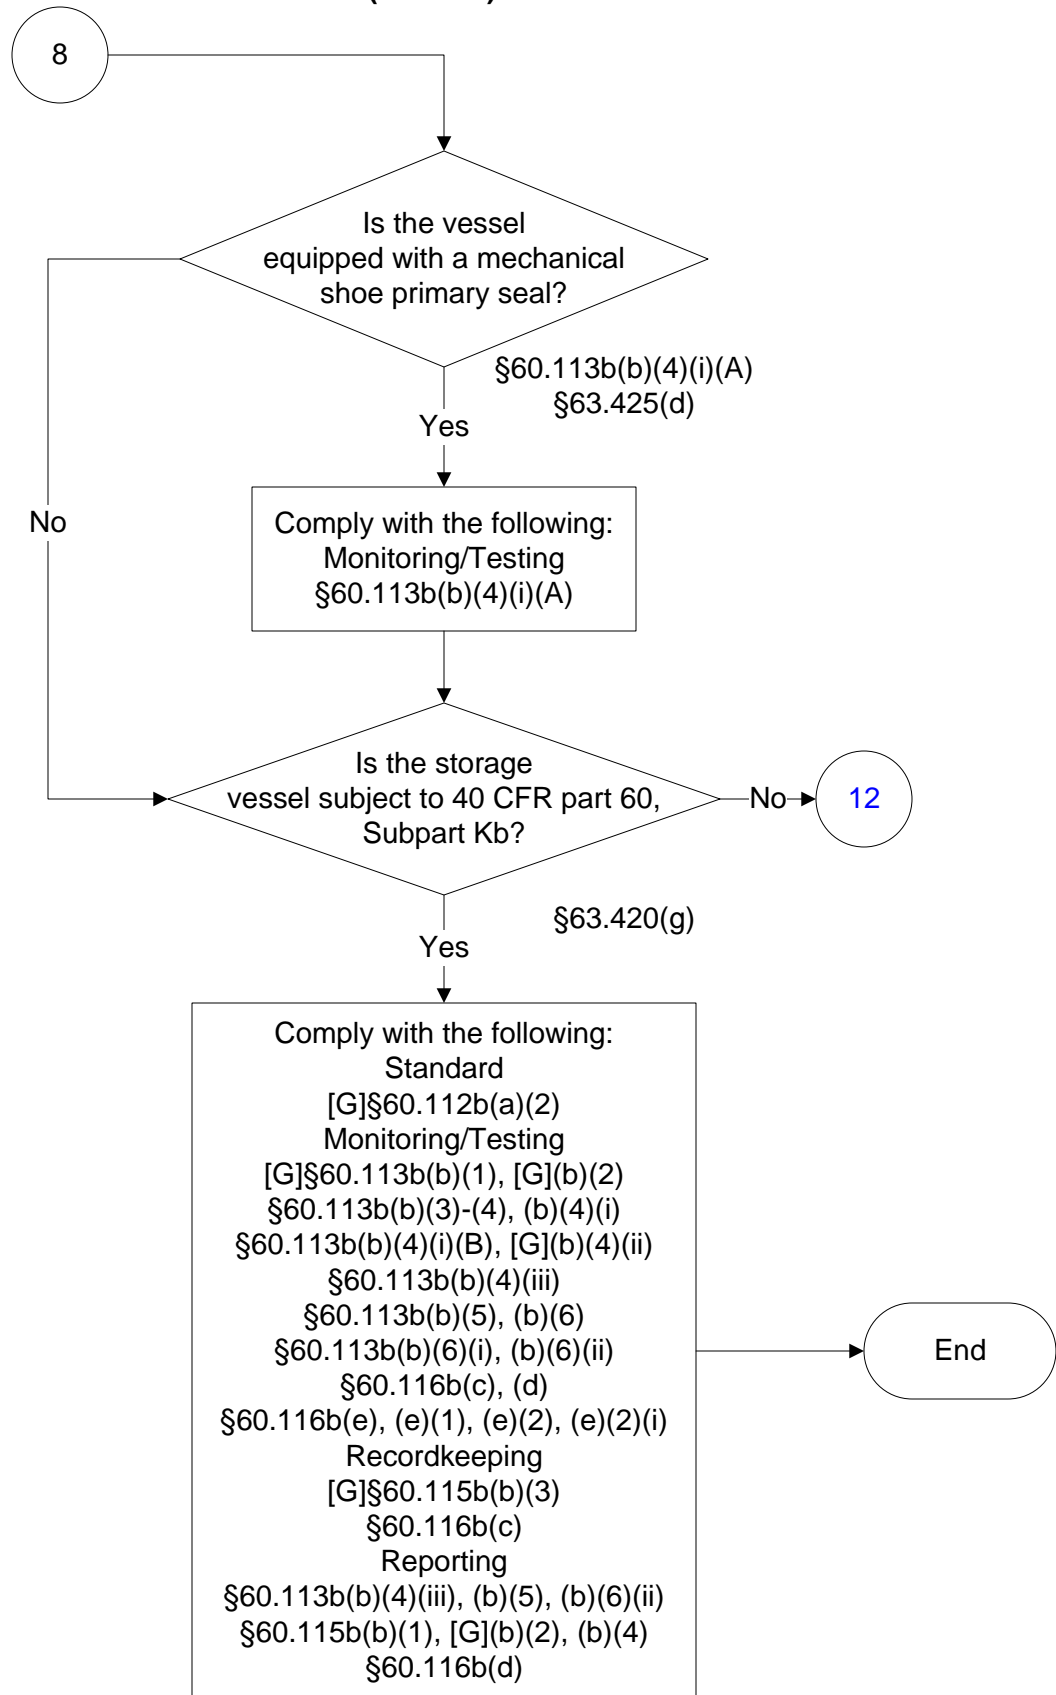 8
Is the vessel
equipped with a mechanical
shoe primary seal?
§60.113b(b)(4)(i)(A)
§63.425(d)
Yes
No
Comply with the following:
Monitoring/Testing
§60.113b(b)(4)(i)(A)
Is the storage
vessel subject to 40 CFR part 60,
Subpart Kb?
No
12
§63.420(g)
Yes
Comply with the following:
Standard
[G]§60.112b(a)(2)
Monitoring/Testing
[G]§60.113b(b)(1), [G](b)(2)
§60.113b(b)(3)-(4), (b)(4)(i)
§60.113b(b)(4)(i)(B), [G](b)(4)(ii)
§60.113b(b)(4)(iii)
§60.113b(b)(5), (b)(6)
§60.113b(b)(6)(i), (b)(6)(ii)
§60.116b(c), (d)
§60.116b(e), (e)(1), (e)(2), (e)(2)(i)
Recordkeeping
[G]§60.115b(b)(3)
§60.116b(c)
Reporting
§60.113b(b)(4)(iii), (b)(5), (b)(6)(ii)
§60.115b(b)(1), [G](b)(2), (b)(4)
§60.116b(d)
End